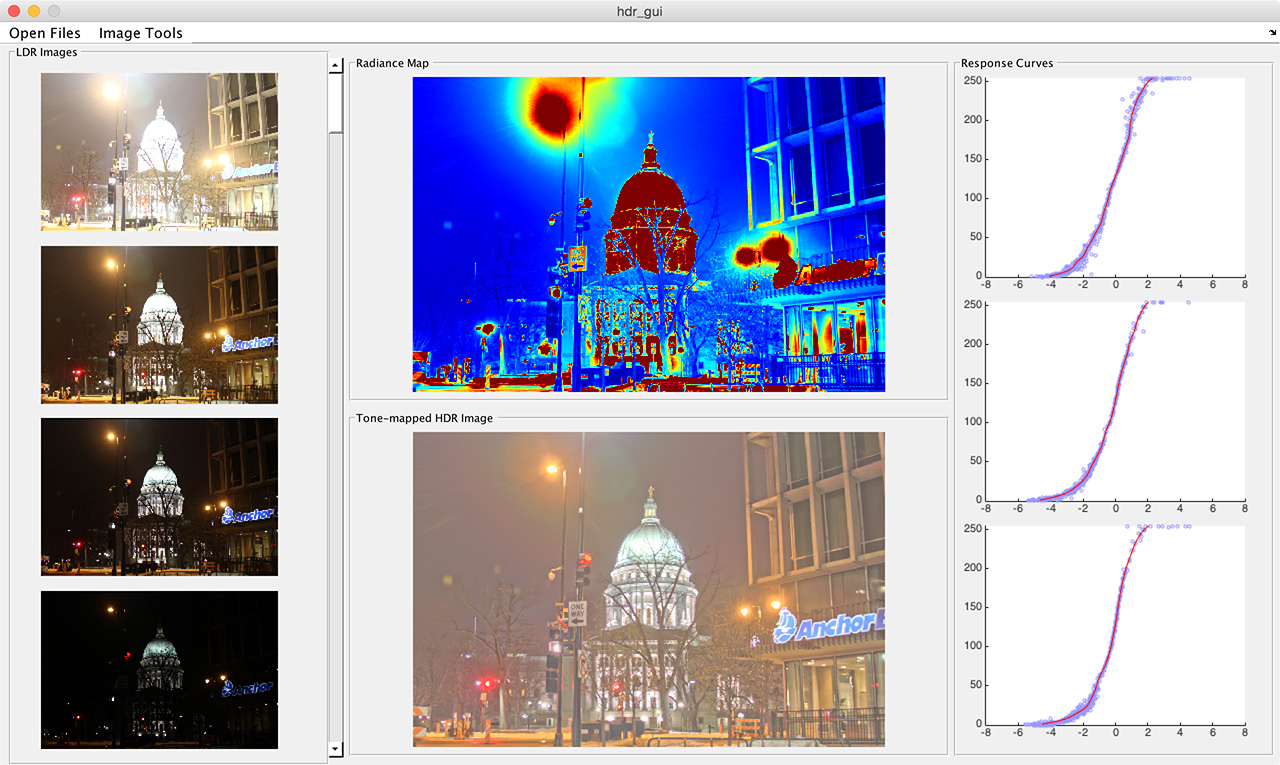 hdr_gui
Open Files Image Tools
LDR Images
Anchor
Anchor
Anchor
Radiance Map
Tone-mapped HDR Image
ONE
WAY
Anchor
Response Curves
250
200
150
100
50
0
-8 -6 -4 -2 0 2 4 6 8
250
200
150
100
50
0
-8 -6 -4 -2 0 2 4 6 8
250
200
150
100
50
0
-8 -6 -4 -2 0 2 4 6 8